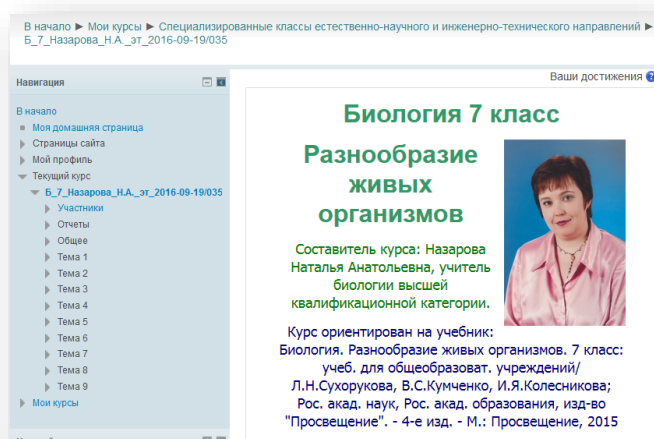 В начало ► Мои курсы ► Специализированные классы естественно-научного и инженерно-технического направлений ►
Б_7_Назарова_Н.А._эт_2016-09-19/035
Навигация
В начало
Моя домашняя страница
Страницы сайта
Мой профиль
Текущий курс
Б_7_Назарова_Н.А._эт_2016-09-19/035
Участники
Отчеты
Общее
Тема 1
Тема 2
Тема 3
Тема 4
Тема 5
Тема 6
Тема 7
Тема 8
Тема 9
Мои курсы
Ваши достижения
Биология 7 класс
Разнообразие
живых
организмов
Составитель курса: Назарова
Наталья Анатольевна, учитель
биологии высшей
квалификационной категории.
Курс ориентирован на учебник:
Биология. Разнообразие живых организмов. 7 класс:
учеб. для общеобразоват. учреждений/
Л.Н.Сухорукова, В.С.Кумченко, И.Я.Колесникова;
Рос. акад. наук, Рос. акад. образования, изд-во
"Просвещение". - 4-е изд. - М.: Просвещение, 2015